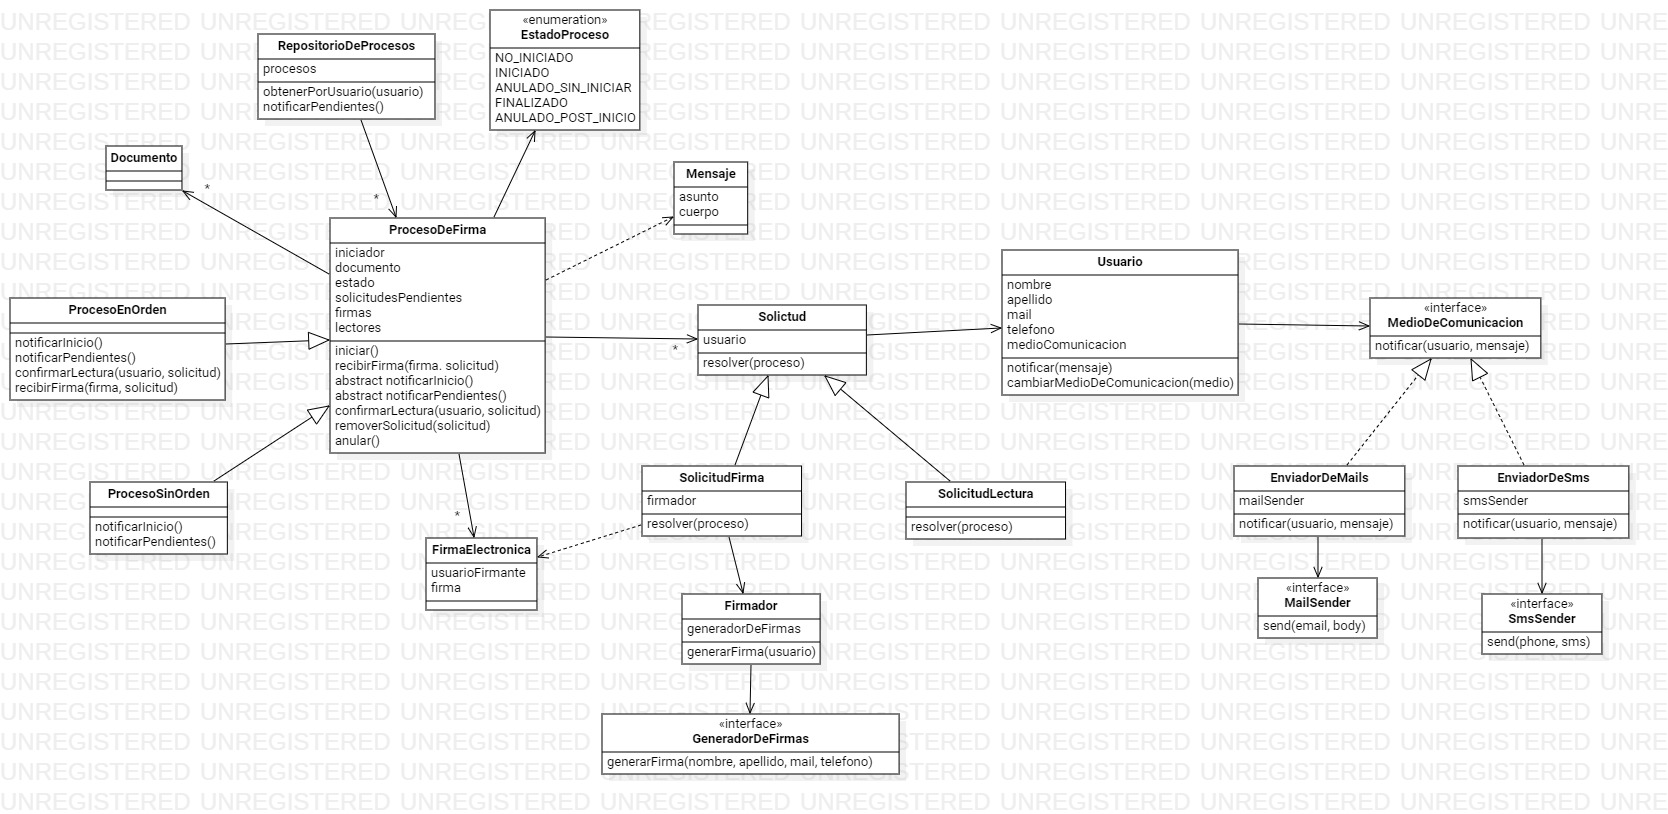 «enumeration»
EstadoProceso
NO_INICIADO
INICIADO
ANULADO_SIN_INICIAR
FINALIZADO
ANULADO_POST_INICIO
RepositorioDeProcesos
procesos
obtenerPorUsuario(usuario)
notificarPendientes()
Documento
*
*
Mensaje
asunto
cuerpo
ProcesoDeFirma
iniciador
documento
estado
solicitudesPendientes
firmas
lectores
iniciar()
recibirFirma(firma. solicitud)
abstract notificarInicio()
abstract notificarPendientes()
confirmarLectura(usuario, solicitud)
removerSolicitud(solicitud)
anular()
ProcesoEnOrden
notificarInicio()
notificarPendientes()
confirmarLectura(usuario, solicitud)
recibirFirma(firma, solicitud)
ProcesoSinOrden
notificarInicio()
notificarPendientes()
*
Solictud
usuario
resolver(proceso)
Usuario
nombre
apellido
mail
telefono
medioComunicacion
notificar(mensaje)
cambiarMedioDeComunicacion(medio)
«interface»
MedioDeComunicacion
notificar(usuario, mensaje)
*
FirmaElectronica
usuarioFirmante
firma
SolicitudFirma
firmador
resolver(proceso)
SolicitudLectura
resolver(proceso)
EnviadorDeMails
mailSender
notificar(usuario, mensaje)
EnviadorDeSms
smsSender
notificar(usuario, mensaje)
Firmador
generadorDeFirmas
generarFirma(usuario)
«interface»
MailSender
send(email, body)
«interface»
SmsSender
send(phone, sms)
«interface»
GeneradorDeFirmas
generarFirma(nombre, apellido, mail, telefono)
UNREGISTERED